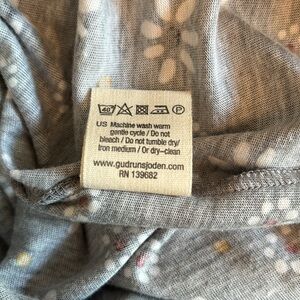 40 P
US Machine wash warm
gentle cycle / Do not
bleach / Do not tumble dry/
Iron medium / Or dry-clean
www.gudrunsjoden.com
RN 139682